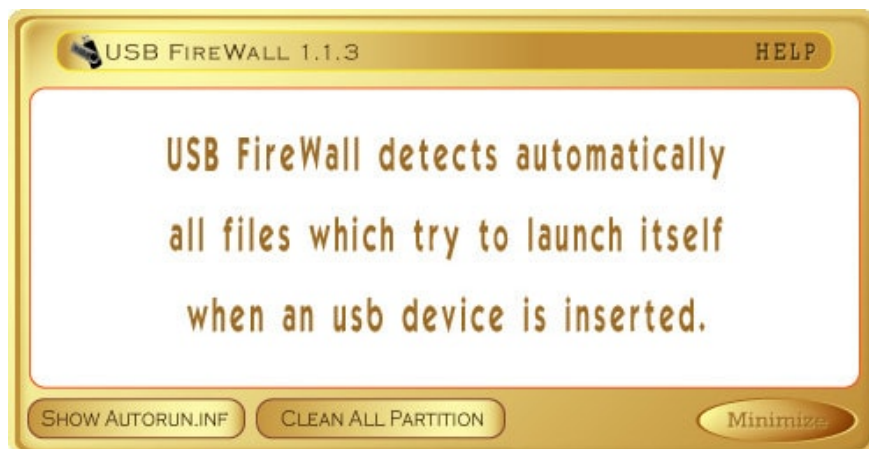 USB FIREWALL 1.1.3 HELP
USB FireWall detects automatically
all files which try to launch itself
when an usb device is inserted.
SHOW AUTORUN.INF CLEAN ALL PARTITION Minimize